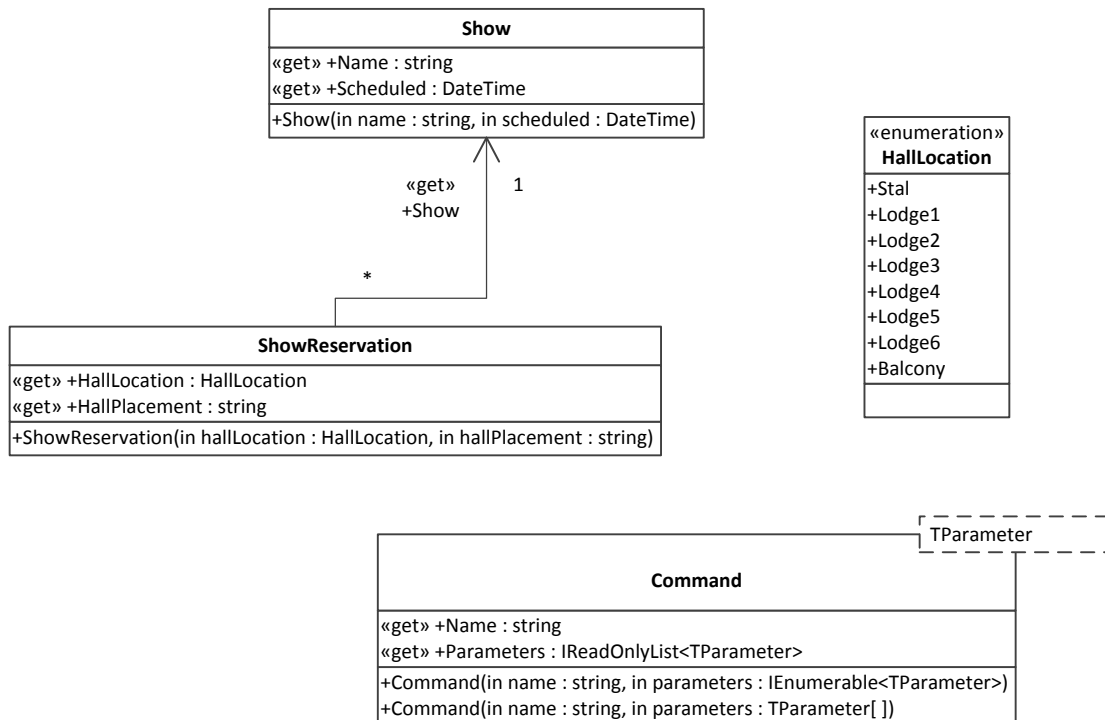 Show
«get» +Name : string
«get» +Scheduled : DateTime
+Show(in name : string, in scheduled : DateTime)
«get»
+Show
1
*
«enumeration»
HallLocation
+Stal
+Lodge1
+Lodge2
+Lodge3
+Lodge4
+Lodge5
+Lodge6
+Balcony
ShowReservation
«get» +HallLocation : HallLocation
«get» +HallPlacement : string
+ShowReservation(in hallLocation : HallLocation, in hallPlacement : string)
TParameter
Command
«get» +Name : string
«get» +Parameters : IReadOnlyList<TParameter>
+Command(in name : string, in parameters : IEnumerable<TParameter>)
+Command(in name : string, in parameters : TParameter[ ])